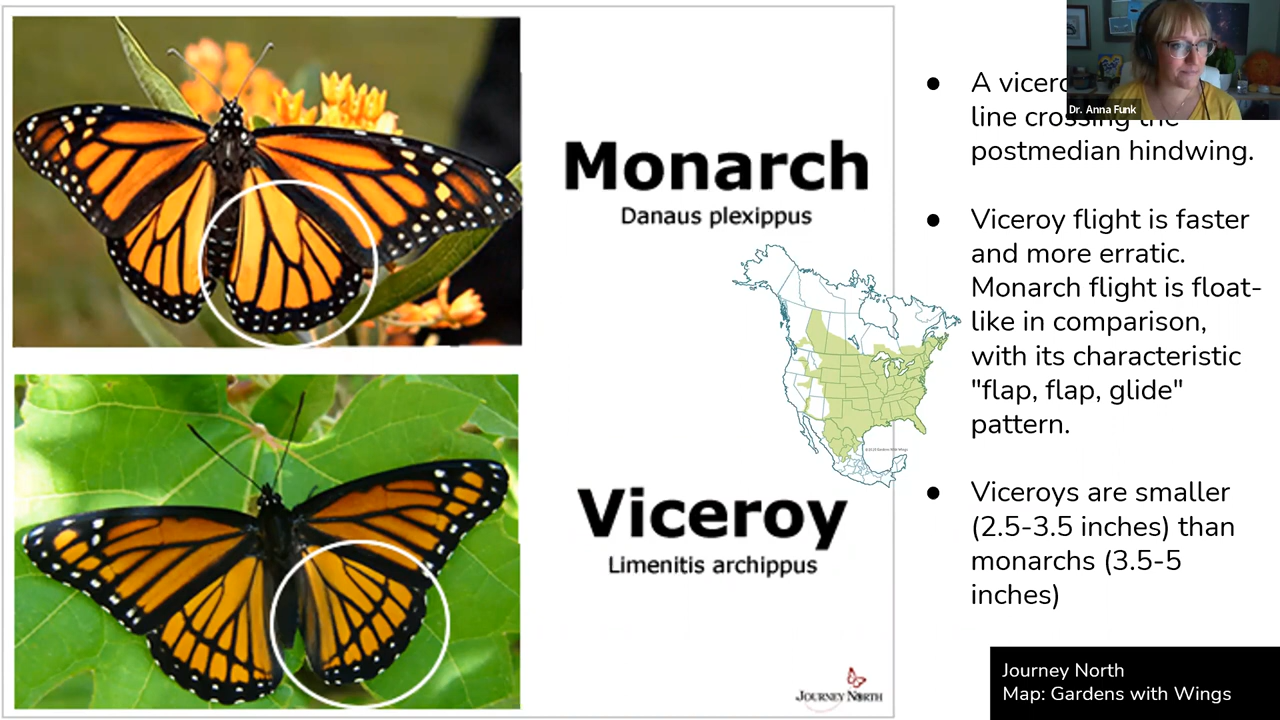 Monarch
Danaus plexippus
Viceroy
Limenitis archippus
JOURNEY NORTH
Dr. Anna Funk
● A
line crossing the
postmedian hindwing.
● Viceroy flight is faster
and more erratic.
Monarch flight is float-
like in comparison,
with its characteristic
"flap, flap, glide"
pattern.
● Viceroys are smaller
(2.5-3.5 inches) than
monarchs (3.5-5
inches)
Journey North
Map: Gardens with Wings